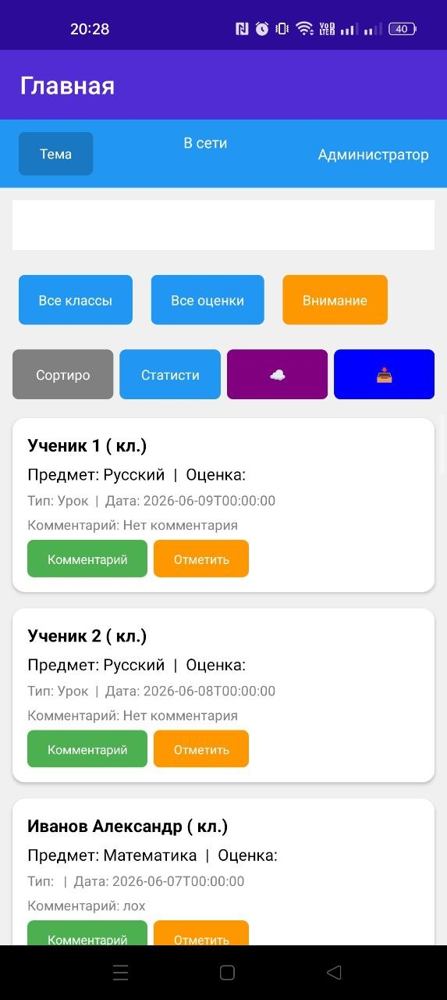 20:28
VoD LTE2
40
Главная
Тема
В сети
Администратор
Все классы
Все оценки
Внимание
Сортиро
Статисти
Ученик 1 ( кл.)
Предмет: Русский | Оценка:
Тип: Урок | Дата: 2026-06-09T00:00:00
Комментарий: Нет комментария
Комментарий
Отметить
Ученик 2 ( кл.)
Предмет: Русский | Оценка:
Тип: Урок | Дата: 2026-06-08T00:00:00
Комментарий: Нет комментария
Комментарий
Отметить
Иванов Александр ( кл.)
Предмет: Математика | Оценка:
Тип: | Дата: 2026-06-07T00:00:00
Комментарий: лох
Комментарий
Отметить